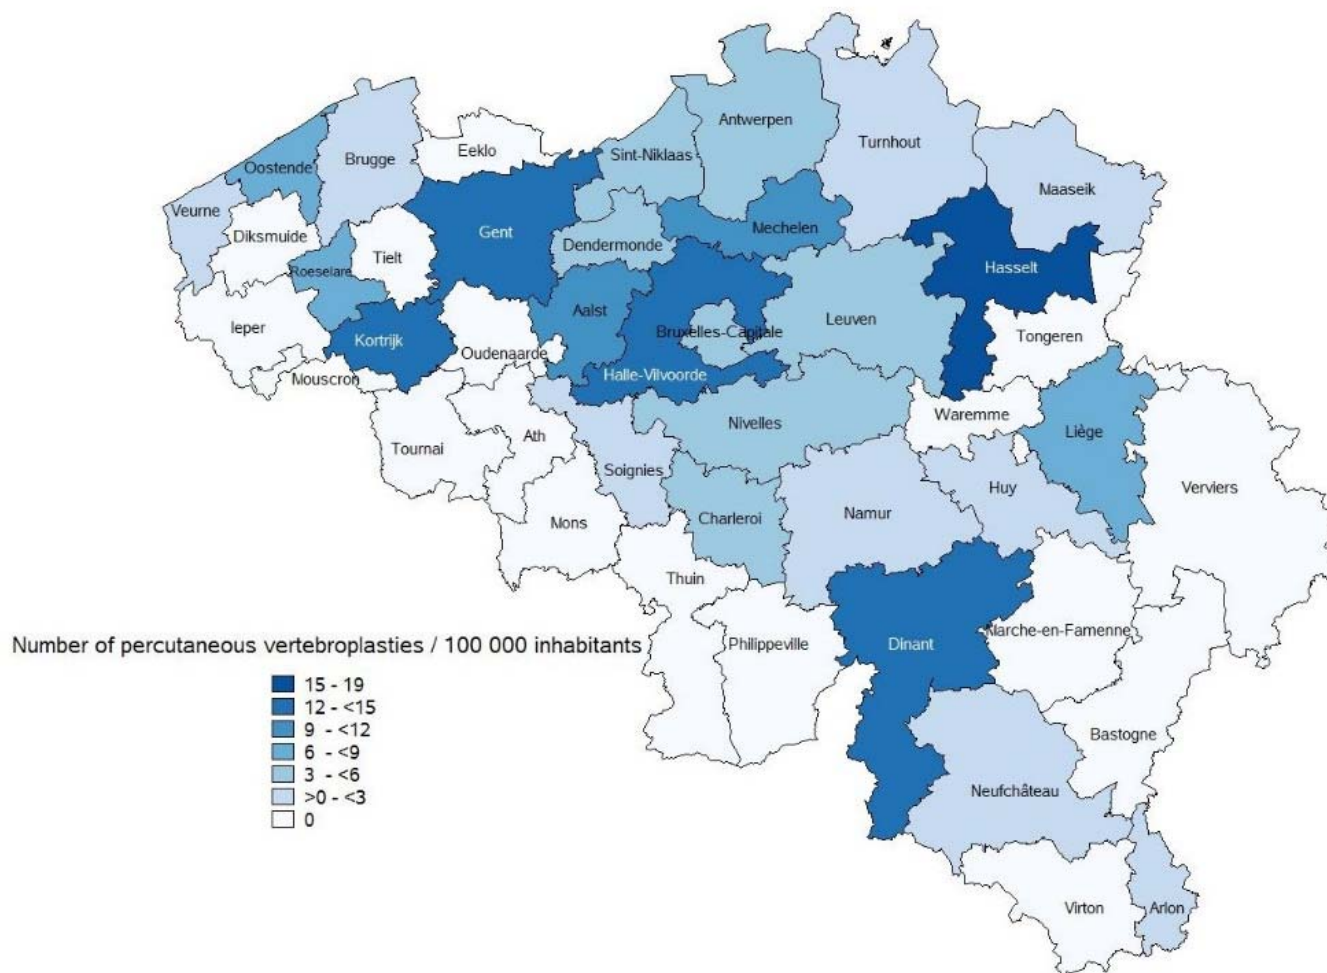 Antwerpen
Turnhout
Eeklo
Sint-Niklaas
Brugge
Oostende
Maaseik
Veurne
Mechelen
Gent
Diksmuide
Dendermonde
Tielt
Hasselt
Roeselare
Aalst
Leuven
Ieper
Bruxelles-Capitale
Kortrijk
Tongeren
Oudenaarde
Halle-Vilvoorde
Mouscron
Waremme
Nivelles
Liège
Ath
Tournai
Soignies
Huy
Verviers
Namur
Charleroi
Mons
Thuin
Marche-en-Famenne
Number of percutaneous vertebroplasties / 100 000 inhabitants
Philippeville
Dinant
15 - 19
12 - <15
9 - <12
6 - <9
3 - <6
>0 - <3
0
Bastogne
Neufchâteau
Virton
Arlon